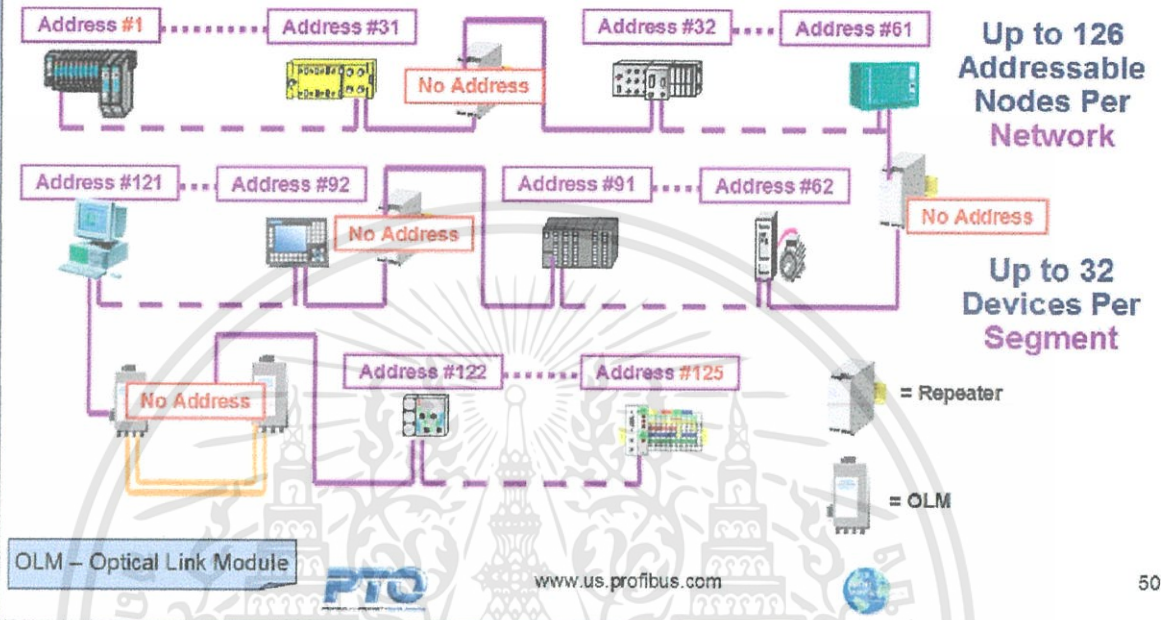 Address #1
Address #31
Address #32
Address #61
No Address
Up to 126
Addressable
Nodes Per
Network
Address #121
Address #92
Address #91
Address #62
No Address
No Address
Up to 32
Devices Per
Segment
No Address
Address #122
Address #125
= Repeater
= OLM
OLM – Optical Link Module
PTO
www.us.profibus.com
50